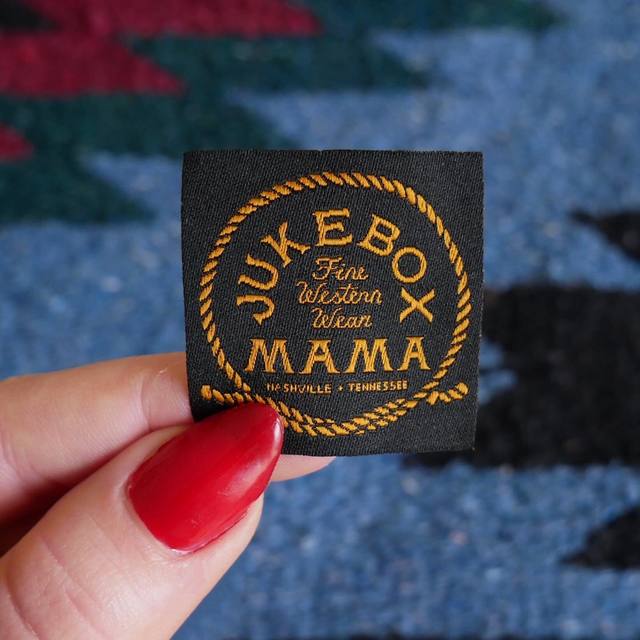 JUKEBOX
Fine
Western
Wear
MAMA
NASHVILLE • TENNESSEE